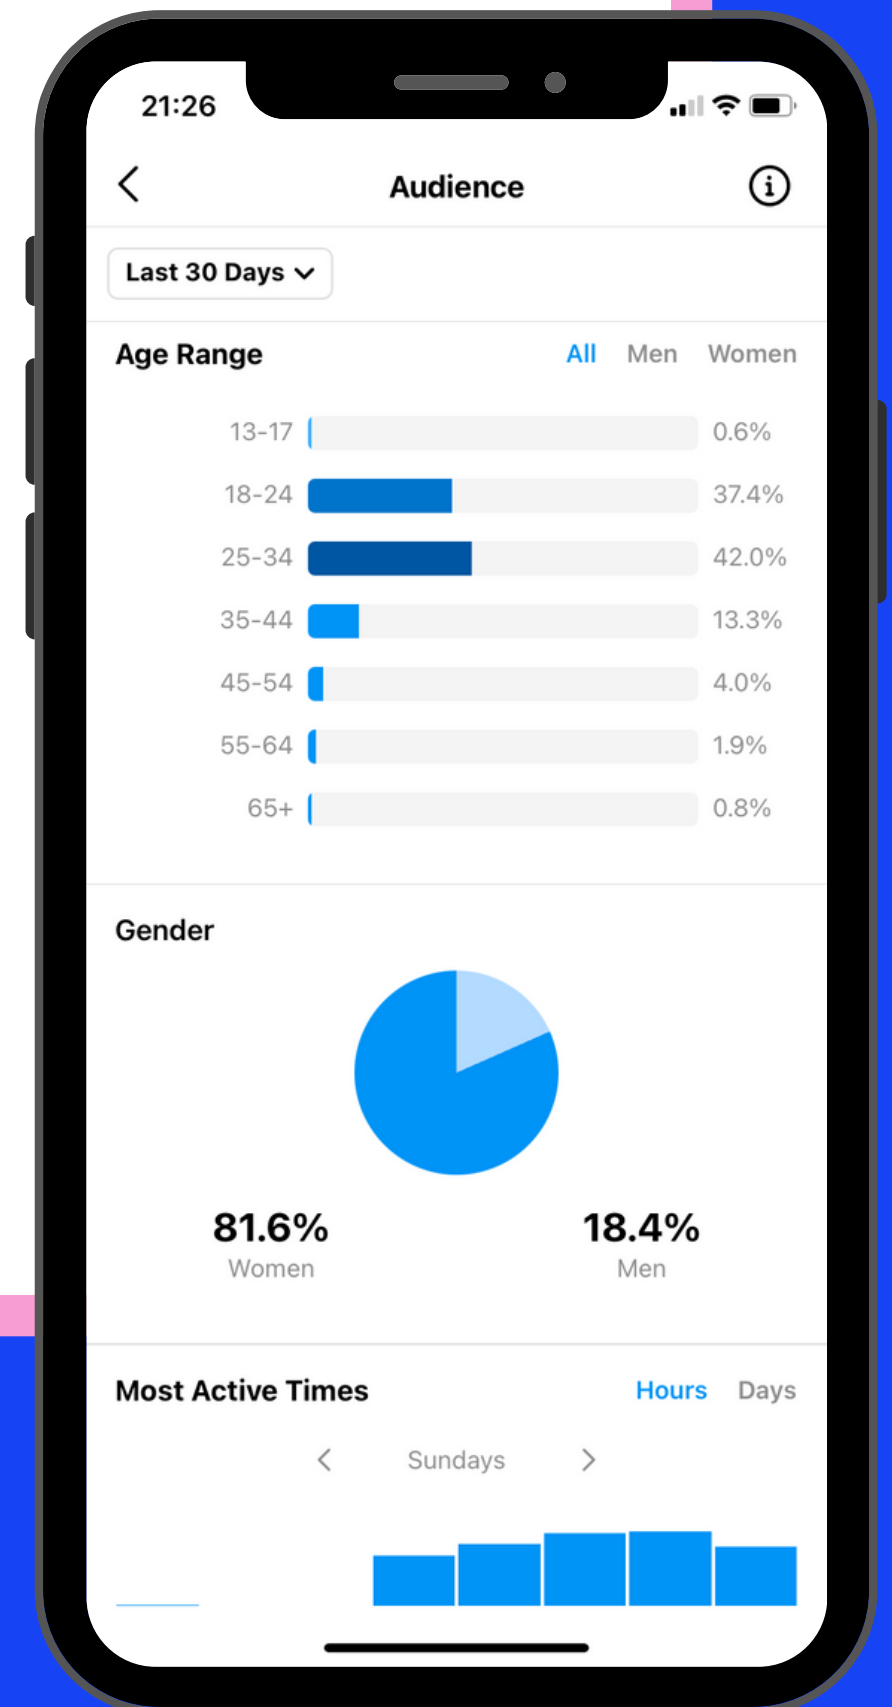 21:26
Audience
Last 30 Days
Age Range All Men Women
13-17 0.6%
18-24 37.4%
25-34 42.0%
35-44 13.3%
45-54 4.0%
55-64 1.9%
65+ 0.8%
Gender
81.6% 18.4%
Women Men
Most Active Times Hours Days
Sundays